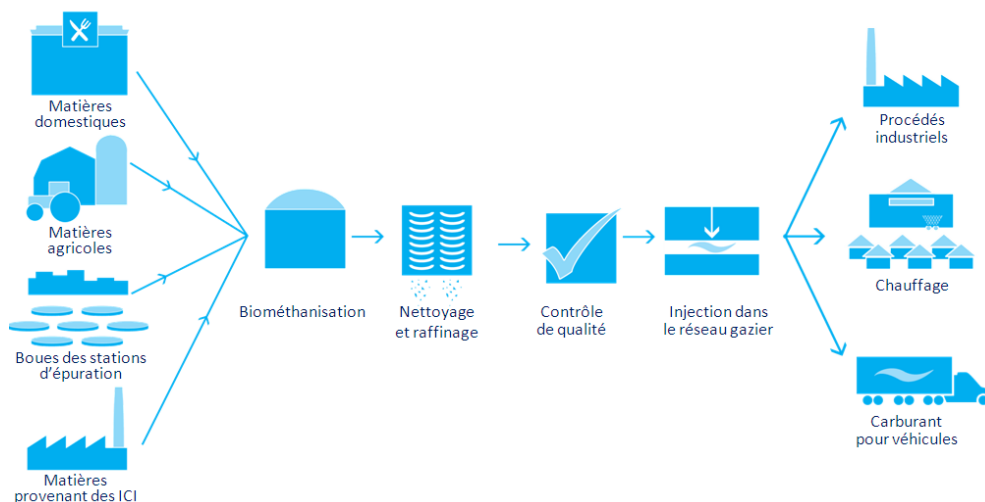 Matières
domestiques
Matières
agricoles
Boues des stations
d'épuration
Matières
provenant des ICI
Biométhanisation
Nettoyage
et raffinage
Contrôle
de qualité
Injection dans
le réseau gazier
Procédés
industriels
Chauffage
Carburant
pour véhicules